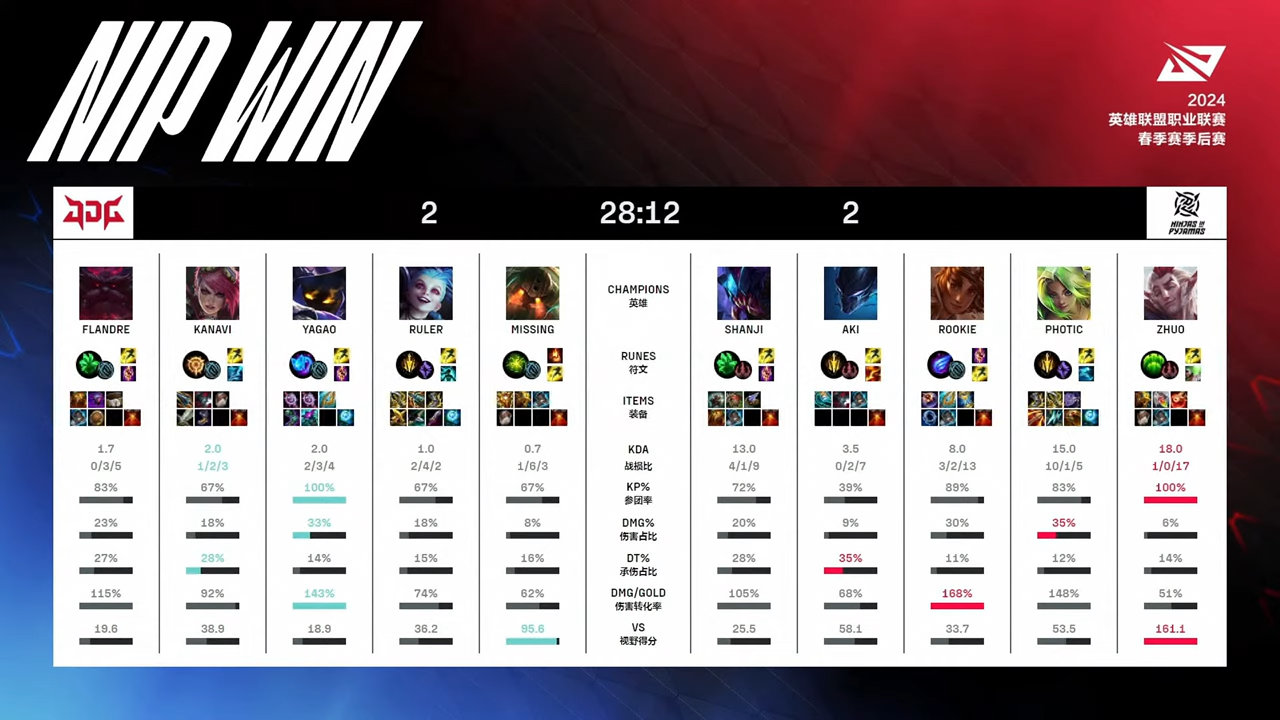 NIP WIN
2024
英雄联盟职业联赛
春季赛季后赛
JDG 2 28:12 2 NINJAS IN PYJAMAS
CHAMPIONS
英雄
FLANDRE KANAVI YAGAO RULER MISSING SHANJI AKI ROOKIE PHOTIC ZHUO
RUNES
符文
ITEMS
装备
1.7 2.0 2.0 1.0 0.7 KDA 13.0 3.5 8.0 15.0 18.0
0/3/5 1/2/3 2/3/4 2/4/2 1/6/3 战损比 4/1/9 0/2/7 3/2/13 10/1/5 1/0/17
83% 67% 100% 67% 67% KP% 72% 39% 89% 83% 100%
参团率
23% 18% 33% 18% 8% DMG% 20% 9% 30% 35% 6%
伤害占比
27% 28% 14% 15% 16% DT% 28% 35% 11% 12% 14%
承伤占比
115% 92% 143% 74% 62% DMG/GOLD 105% 68% 168% 148% 51%
伤害转化率
19.6 38.9 18.9 36.2 95.6 VS 25.5 58.1 33.7 53.5 161.1
视野得分